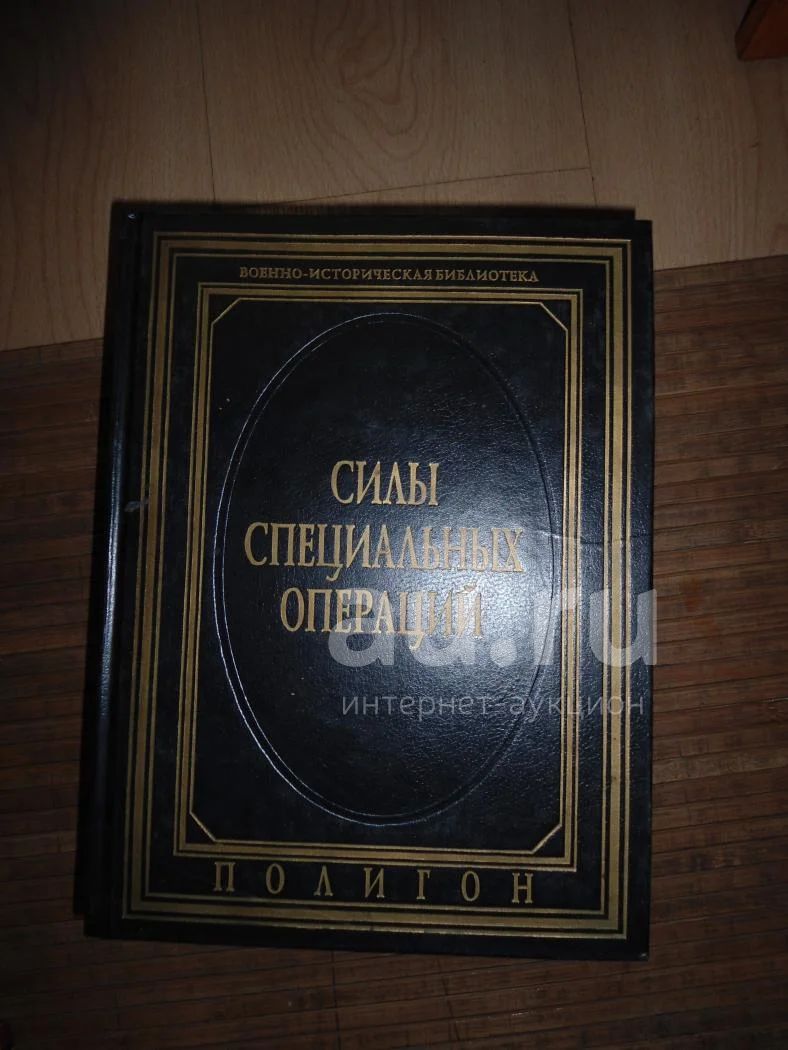 ВОЕННО-ИСТОРИЧЕСКАЯ БИБЛИОТЕКА
СИЛЫ
СПЕЦИАЛЬНЫХ
ОПЕРАЦИЙ
au.ru
интернет-аукцион
ПОЛИГОН